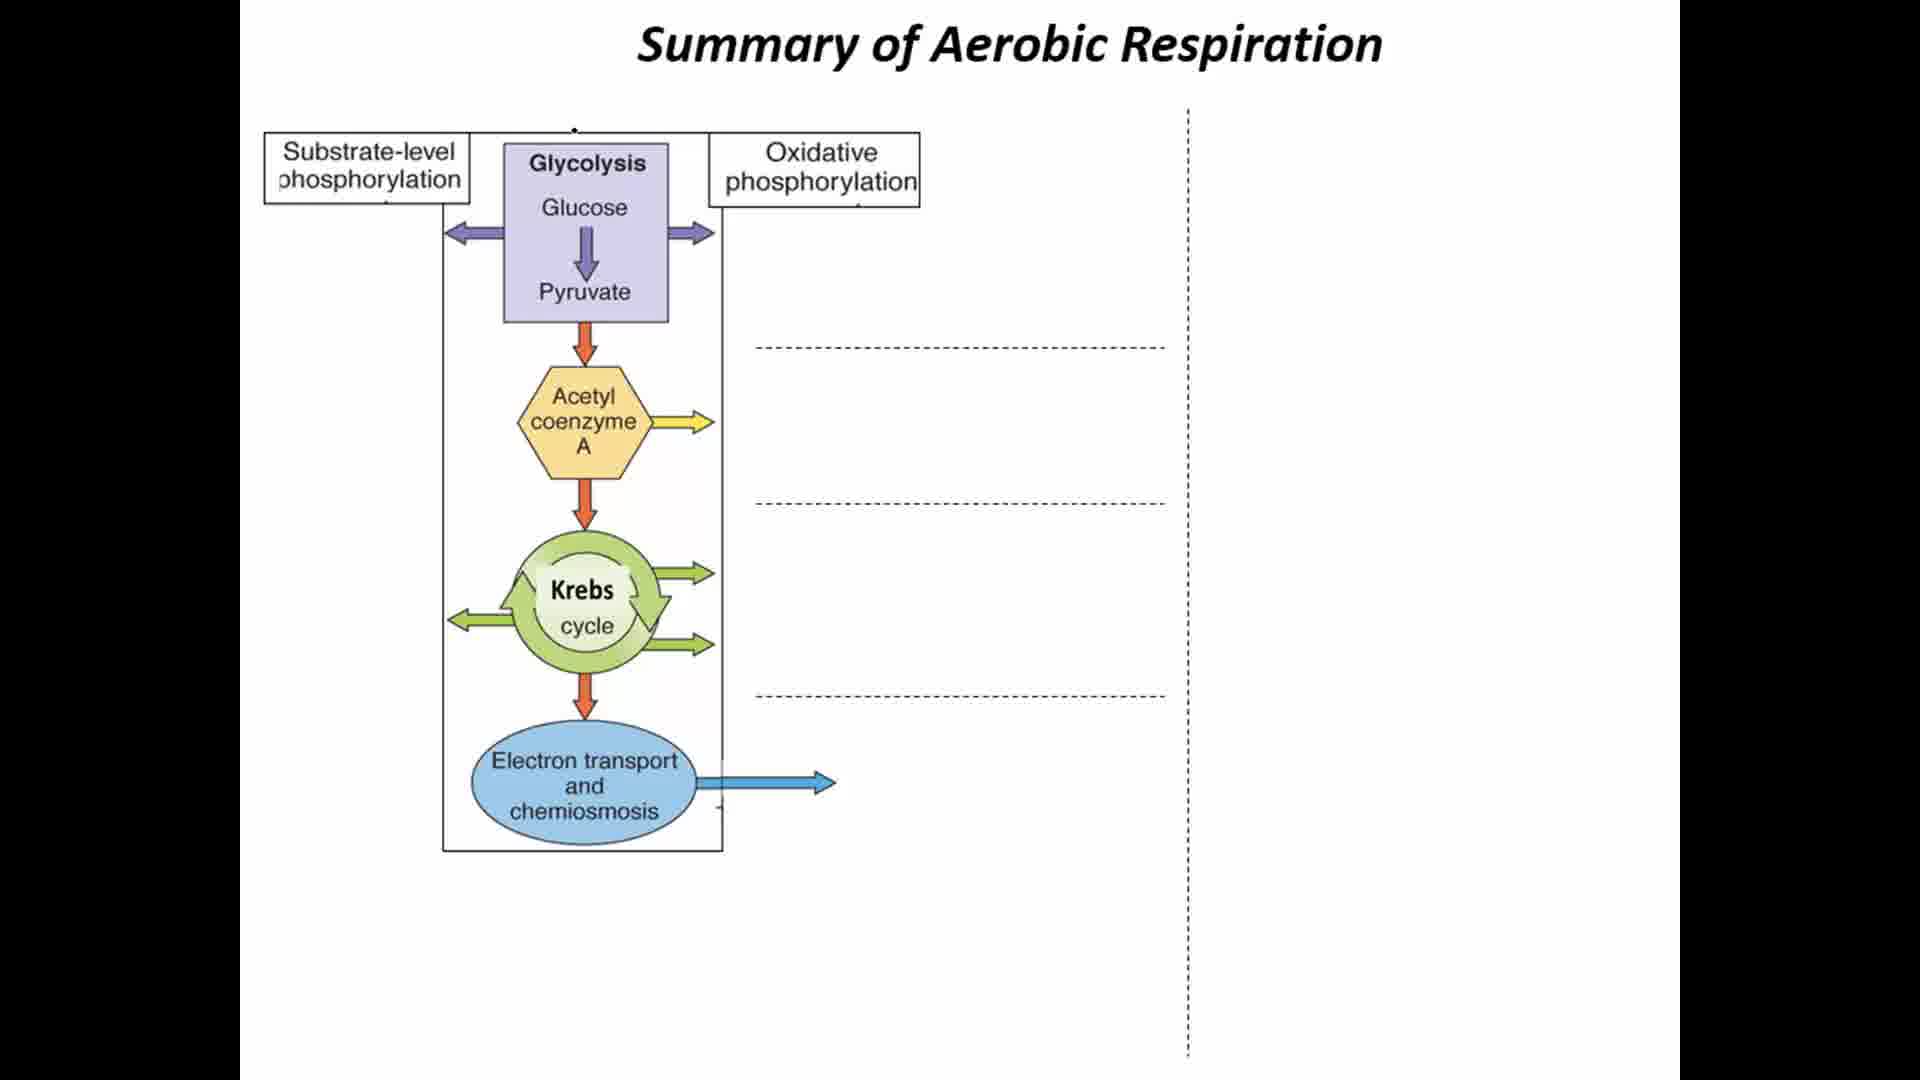 Summary of Aerobic Respiration
Substrate-level
phosphorylation
Glycolysis
Glucose
Pyruvate
Oxidative
phosphorylation
Acetyl
coenzyme
A
Krebs
cycle
Electron transport
and
chemiosmosis